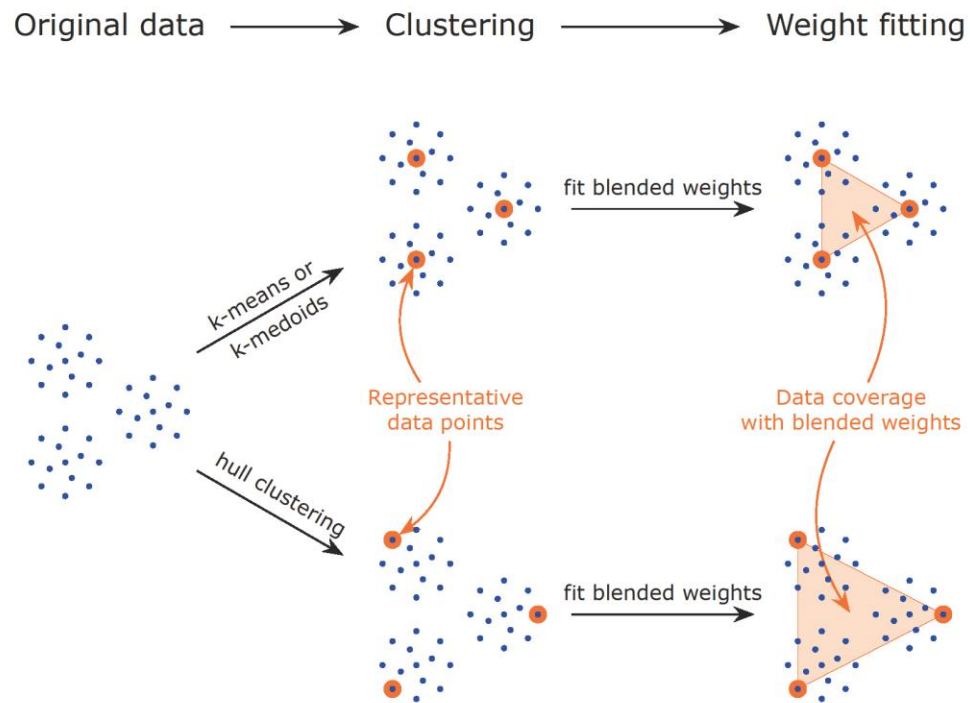 Original data
Clustering
Weight fitting
fit blended weights
k-means or
k-medoids
Representative
data points
Data coverage
with blended weights
hull clustering
fit blended weights